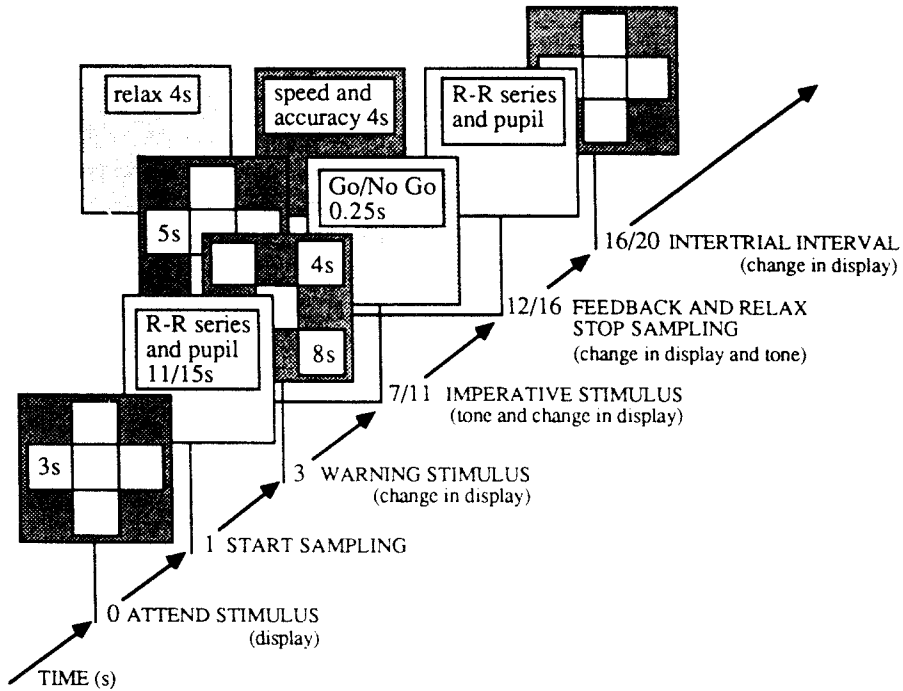 relax 4s
speed and
accuracy 4s
R-R series
and pupil
Go/No Go
0.25s
5s
4s
8s
R-R series
and pupil
11/15s
3s
16/20 INTERTRIAL INTERVAL
(change in display)
12/16 FEEDBACK AND RELAX
STOP SAMPLING
(change in display and tone)
7/11 IMPERATIVE STIMULUS
(tone and change in display)
3 WARNING STIMULUS
(change in display)
1 START SAMPLING
0 ATTEND STIMULUS
(display)
TIME (s)